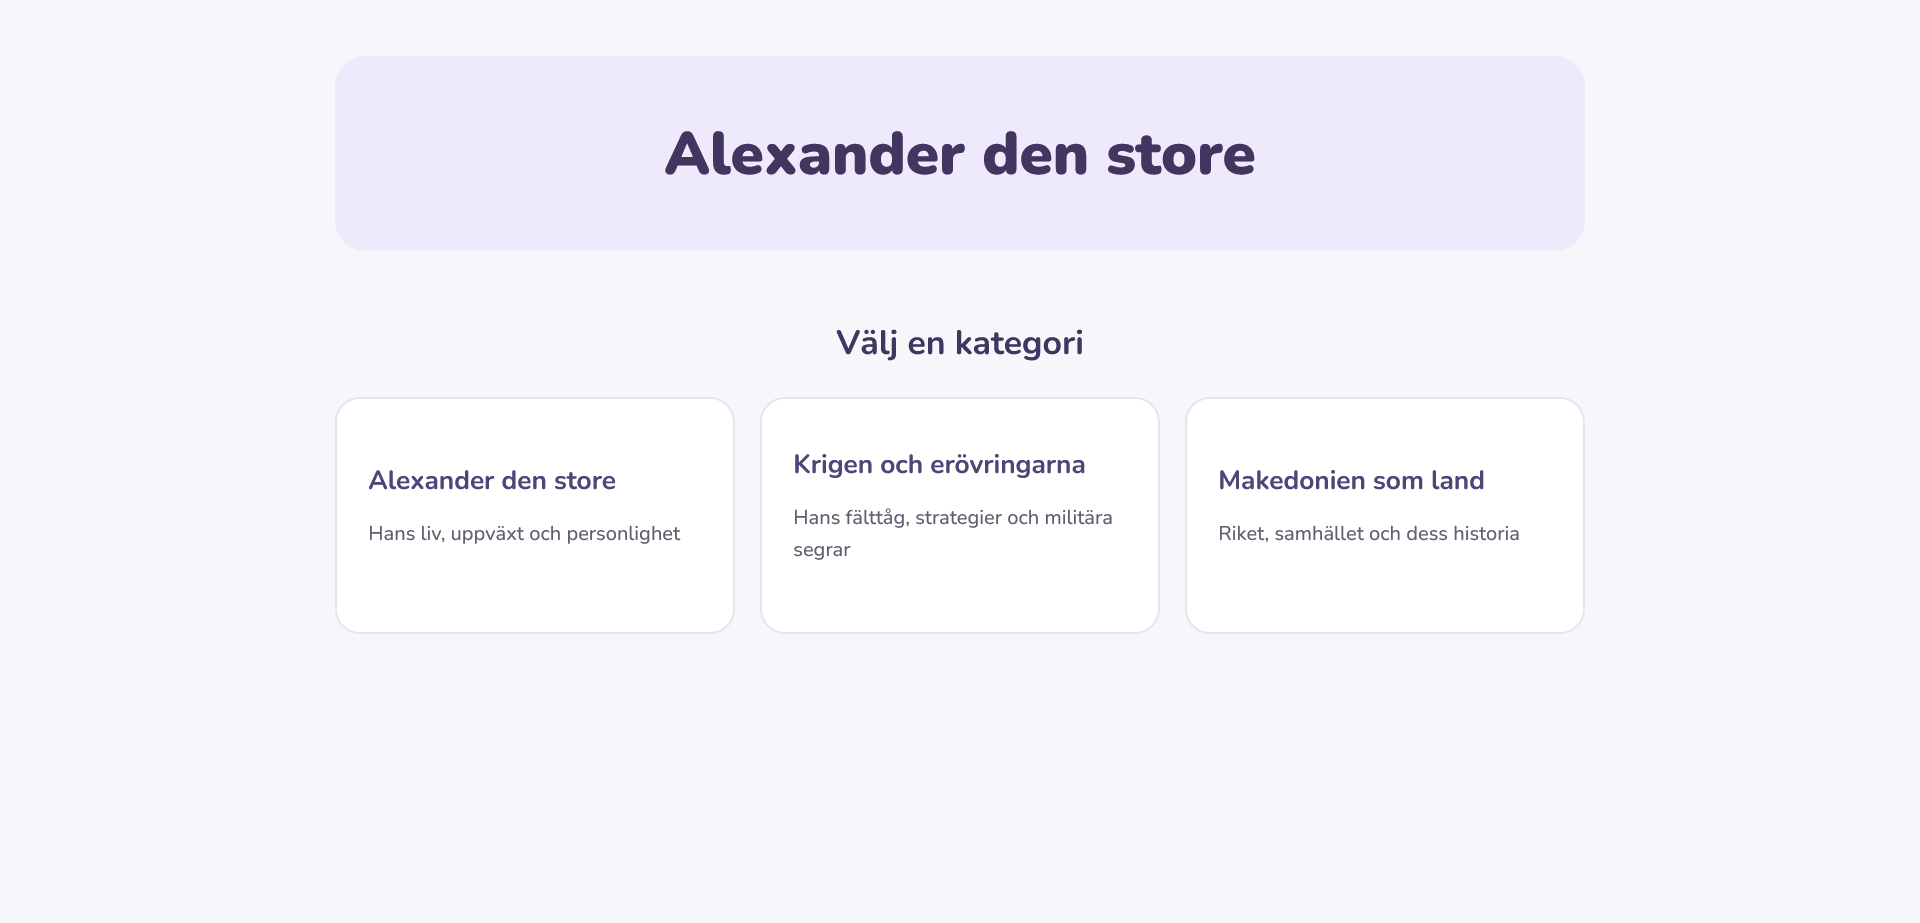 Alexander den store
Välj en kategori
Alexander den store
Hans liv, uppväxt och personlighet
Krigen och erövringarna
Hans fälttåg, strategier och militära
segrar
Makedonien som land
Riket, samhället och dess historia